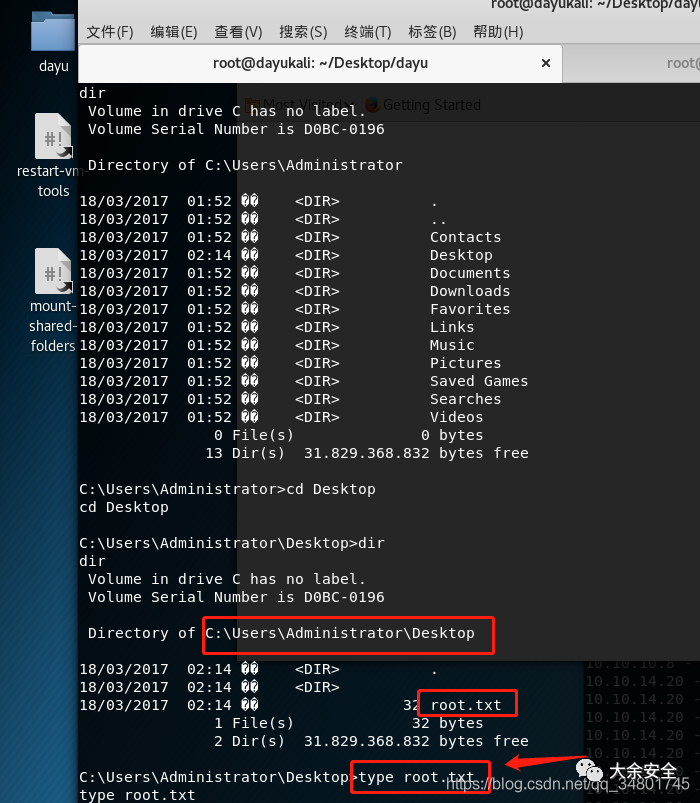 root@dayukali: ~/Desktop/dayu
文件(F) 编辑(E) 查看(V) 搜索(S) 终端(T) 标签(B) 帮助(H)
dayu
root@dayukali: ~/Desktop/dayu × root@
dir
Most Visited Getting Started
Volume in drive C has no label.
Volume Serial Number is D0BC-0196
restart-vm-
tools
Directory of C:\Users\Administrator
18/03/2017 01:52 �� <DIR> .
18/03/2017 01:52 �� <DIR> ..
18/03/2017 01:52 �� <DIR> Contacts
18/03/2017 02:14 �� <DIR> Desktop
18/03/2017 01:52 �� <DIR> Documents
18/03/2017 01:52 �� <DIR> Downloads
18/03/2017 01:52 �� <DIR> Favorites
18/03/2017 01:52 �� <DIR> Links
18/03/2017 01:52 �� <DIR> Music
18/03/2017 01:52 �� <DIR> Pictures
18/03/2017 01:52 �� <DIR> Saved Games
18/03/2017 01:52 �� <DIR> Searches
18/03/2017 01:52 �� <DIR> Videos
0 File(s) 0 bytes
13 Dir(s) 31.829.368.832 bytes free
mount-
shared-
folders
C:\Users\Administrator>cd Desktop
cd Desktop
C:\Users\Administrator\Desktop>dir
dir
Volume in drive C has no label.
Volume Serial Number is D0BC-0196
Directory of C:\Users\Administrator\Desktop
18/03/2017 02:14 �� <DIR> .
18/03/2017 02:14 �� <DIR>
18/03/2017 02:14 �� 32 root.txt
1 File(s) 32 bytes
2 Dir(s) 31.829.368.832 bytes free
10.10.10.8 -
10.10.14.20 -
10.10.14.20 -
10.10.14.20 -
10.10.14.20 -
C:\Users\Administrator\Desktop>type root.txt
type root.txt
大余安全
https://blog.csdn.net/qq_34801745